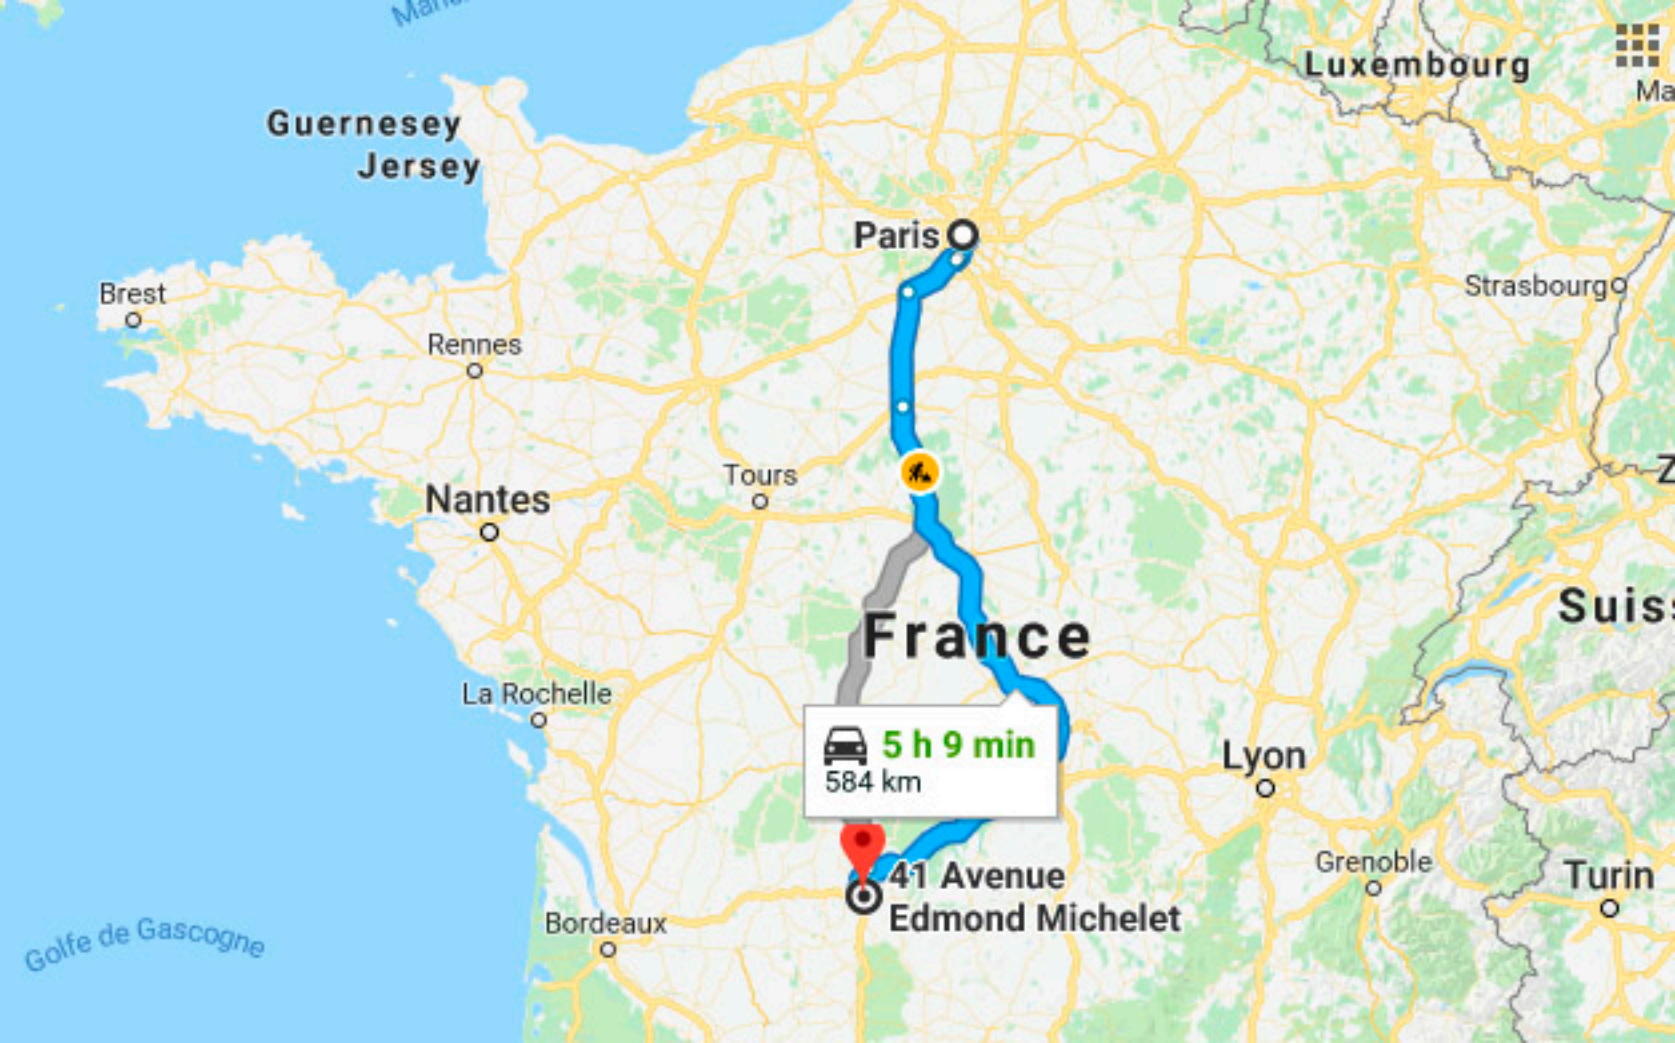 Luxembourg
Guernesey
Jersey
Paris
Strasbourg
Brest
Rennes
Tours
Nantes
France
La Rochelle
5 h 9 min
584 km
Lyon
Grenoble
41 Avenue
Edmond Michelet
Turin
Bordeaux
Golfe de Gascogne